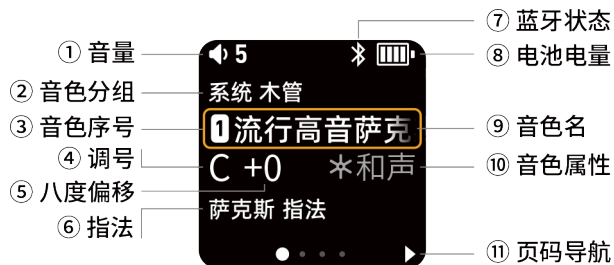 ① 音量
② 音色分组
③ 音色序号
④ 调号
⑤ 八度偏移
⑥ 指法
5
系统 木管
1 流行高音萨克
C +0 *和声
萨克斯 指法
⑦ 蓝牙状态
⑧ 电池电量
⑨ 音色名
⑩ 音色属性
⑪ 页码导航